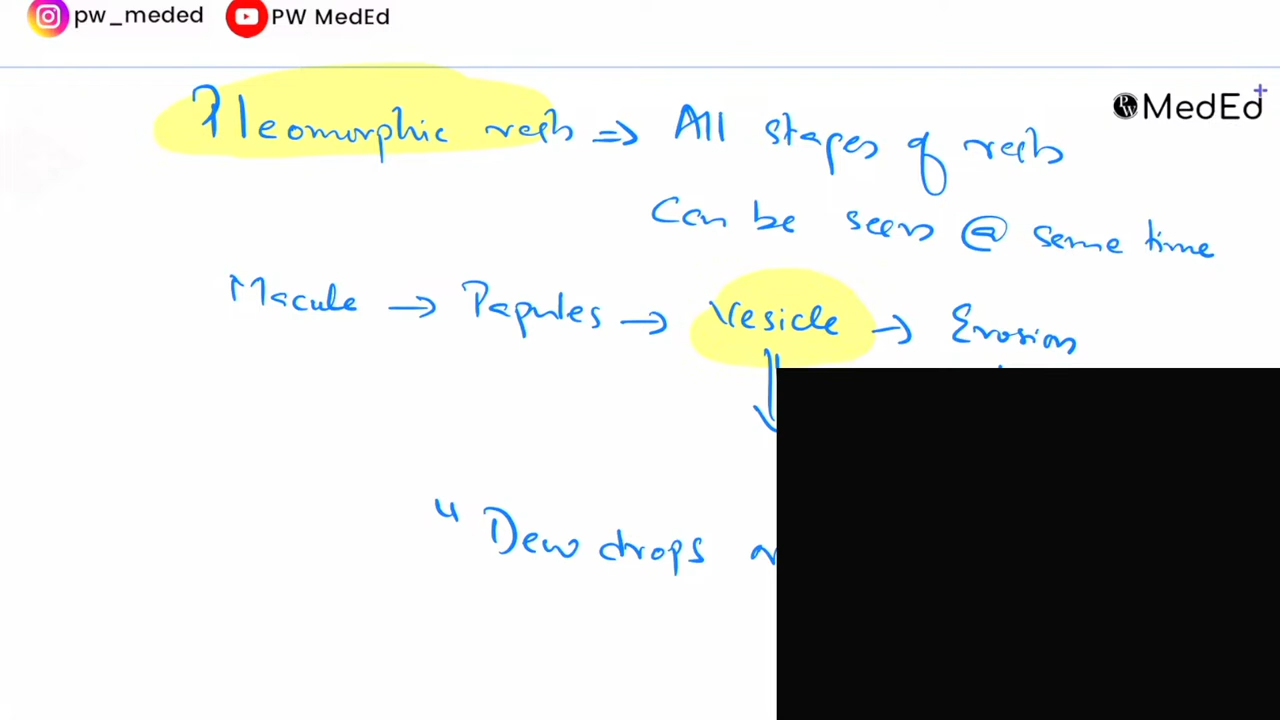 pw_meded PW MedEd
MedEd
Pleomorphic rash => All stages of rash
Can be seen @ same time
Macule → Papules → Vesicle → Erosion
" Dew drops